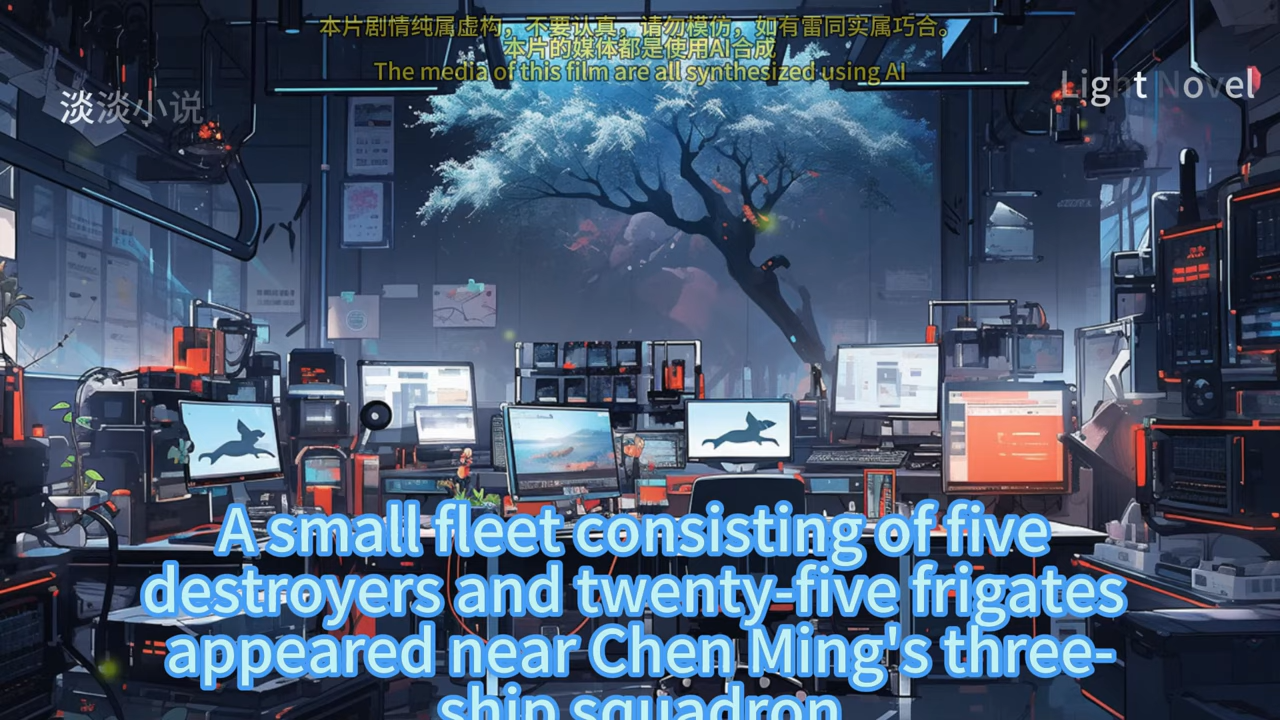 本片剧情纯属虚构，不要认真，请勿模仿，如有雷同实属巧合。
本片的媒体都是使用AI合成
The media of this film are all synthesized using AI
淡淡小说
Light Novel
A small fleet consisting of five
destroyers and twenty-five frigates
appeared near Chen Ming's three-
ship squadron